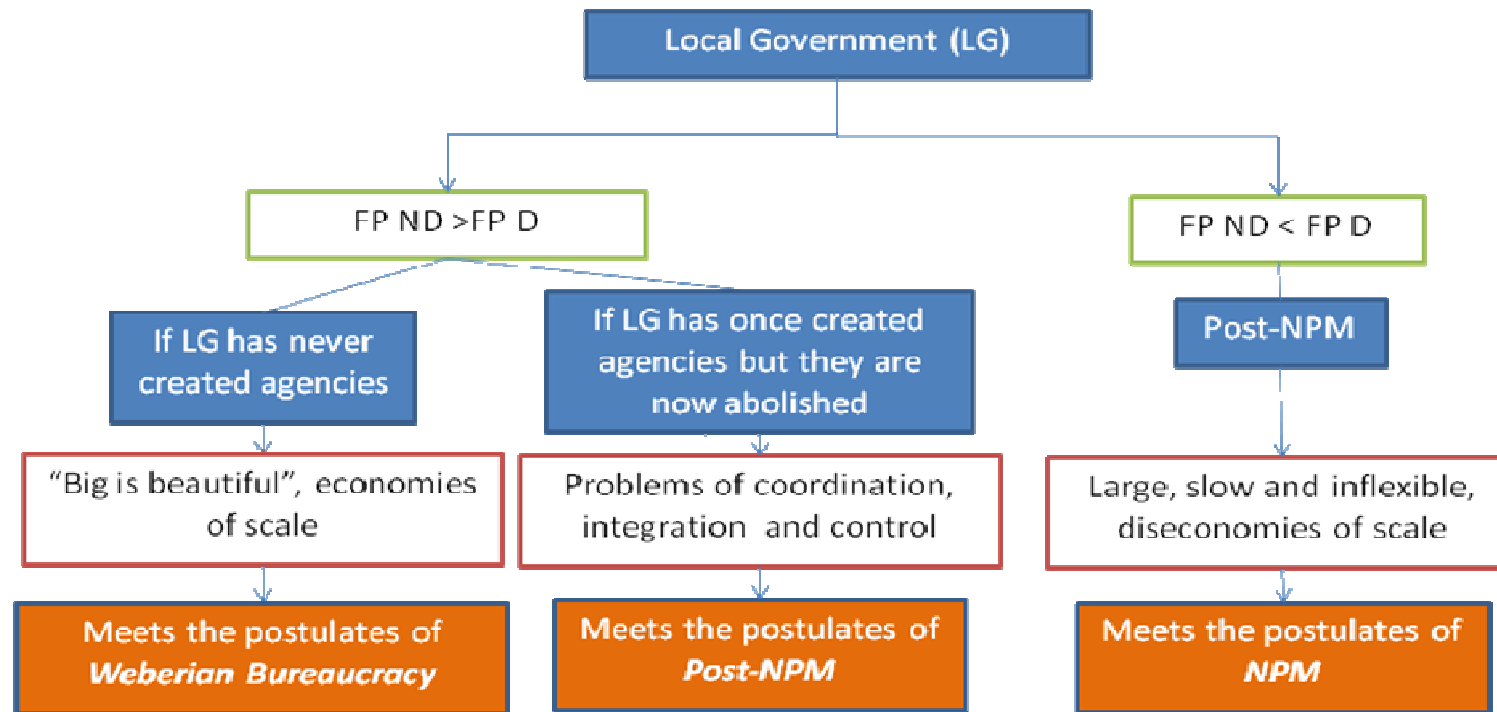 Local Government (LG)
FP ND >FP D
FP ND < FP D
If LG has never
created agencies
If LG has once created
agencies but they are
now abolished
Post-NPM
“Big is beautiful”, economies
of scale
Problems of coordination,
integration and control
Large, slow and inflexible,
diseconomies of scale
Meets the postulates of
Weberian Bureaucracy
Meets the postulates of
Post-NPM
Meets the postulates of
NPM